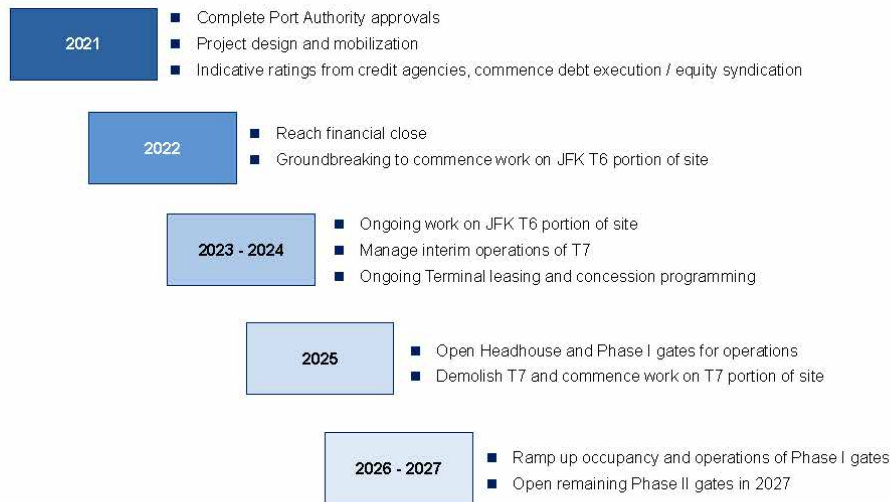 2021
■ Complete Port Authority approvals
■ Project design and mobilization
■ Indicative ratings from credit agencies, commence debt execution / equity syndication
2022
■ Reach financial close
■ Groundbreaking to commence work on JFK T6 portion of site
2023 - 2024
■ Ongoing work on JFK T6 portion of site
■ Manage interim operations of T7
■ Ongoing Terminal leasing and concession programming
2025
■ Open Headhouse and Phase I gates for operations
■ Demolish T7 and commence work on T7 portion of site
2026 - 2027
■ Ramp up occupancy and operations of Phase I gates
■ Open remaining Phase II gates in 2027